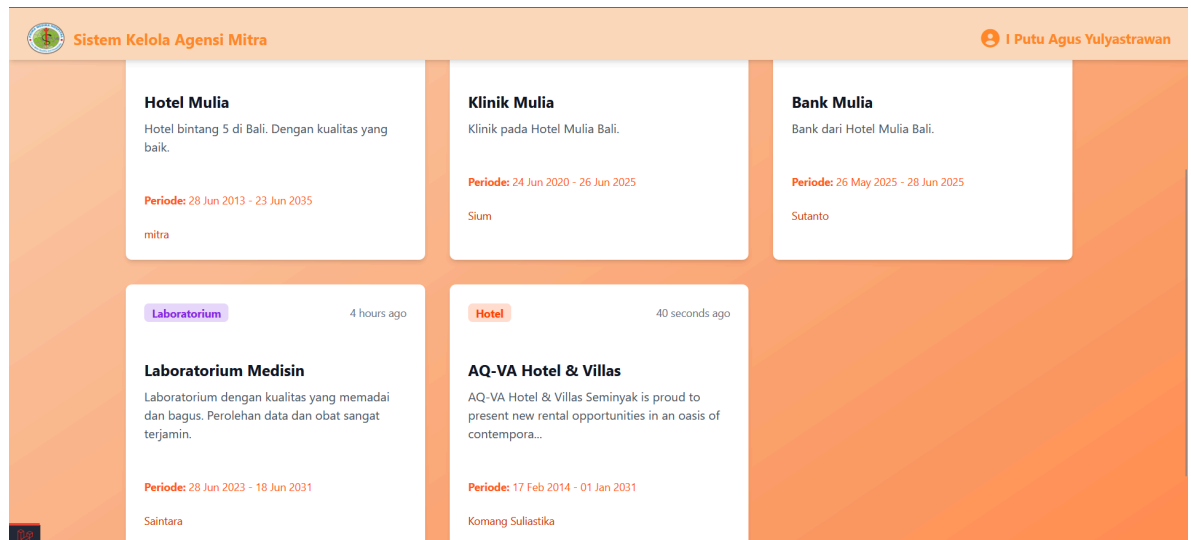 Sistem Kelola Agensi Mitra
I Putu Agus Yulyastrawan
Hotel Mulia
Hotel bintang 5 di Bali. Dengan kualitas yang
baik.
Periode: 28 Jun 2013 - 23 Jun 2035
mitra
Klinik Mulia
Klinik pada Hotel Mulia Bali.
Periode: 24 Jun 2020 - 26 Jun 2025
Sium
Bank Mulia
Bank dari Hotel Mulia Bali.
Periode: 26 May 2025 - 28 Jun 2025
Sutanto
Laboratorium
4 hours ago
Laboratorium Medisin
Laboratorium dengan kualitas yang memadai
dan bagus. Perolehan data dan obat sangat
terjamin.
Periode: 28 Jun 2023 - 18 Jun 2031
Saintara
Hotel
40 seconds ago
AQ-VA Hotel & Villas
AQ-VA Hotel & Villas Seminyak is proud to
present new rental opportunities in an oasis of
contempora...
Periode: 17 Feb 2014 - 01 Jan 2031
Komang Suliastika